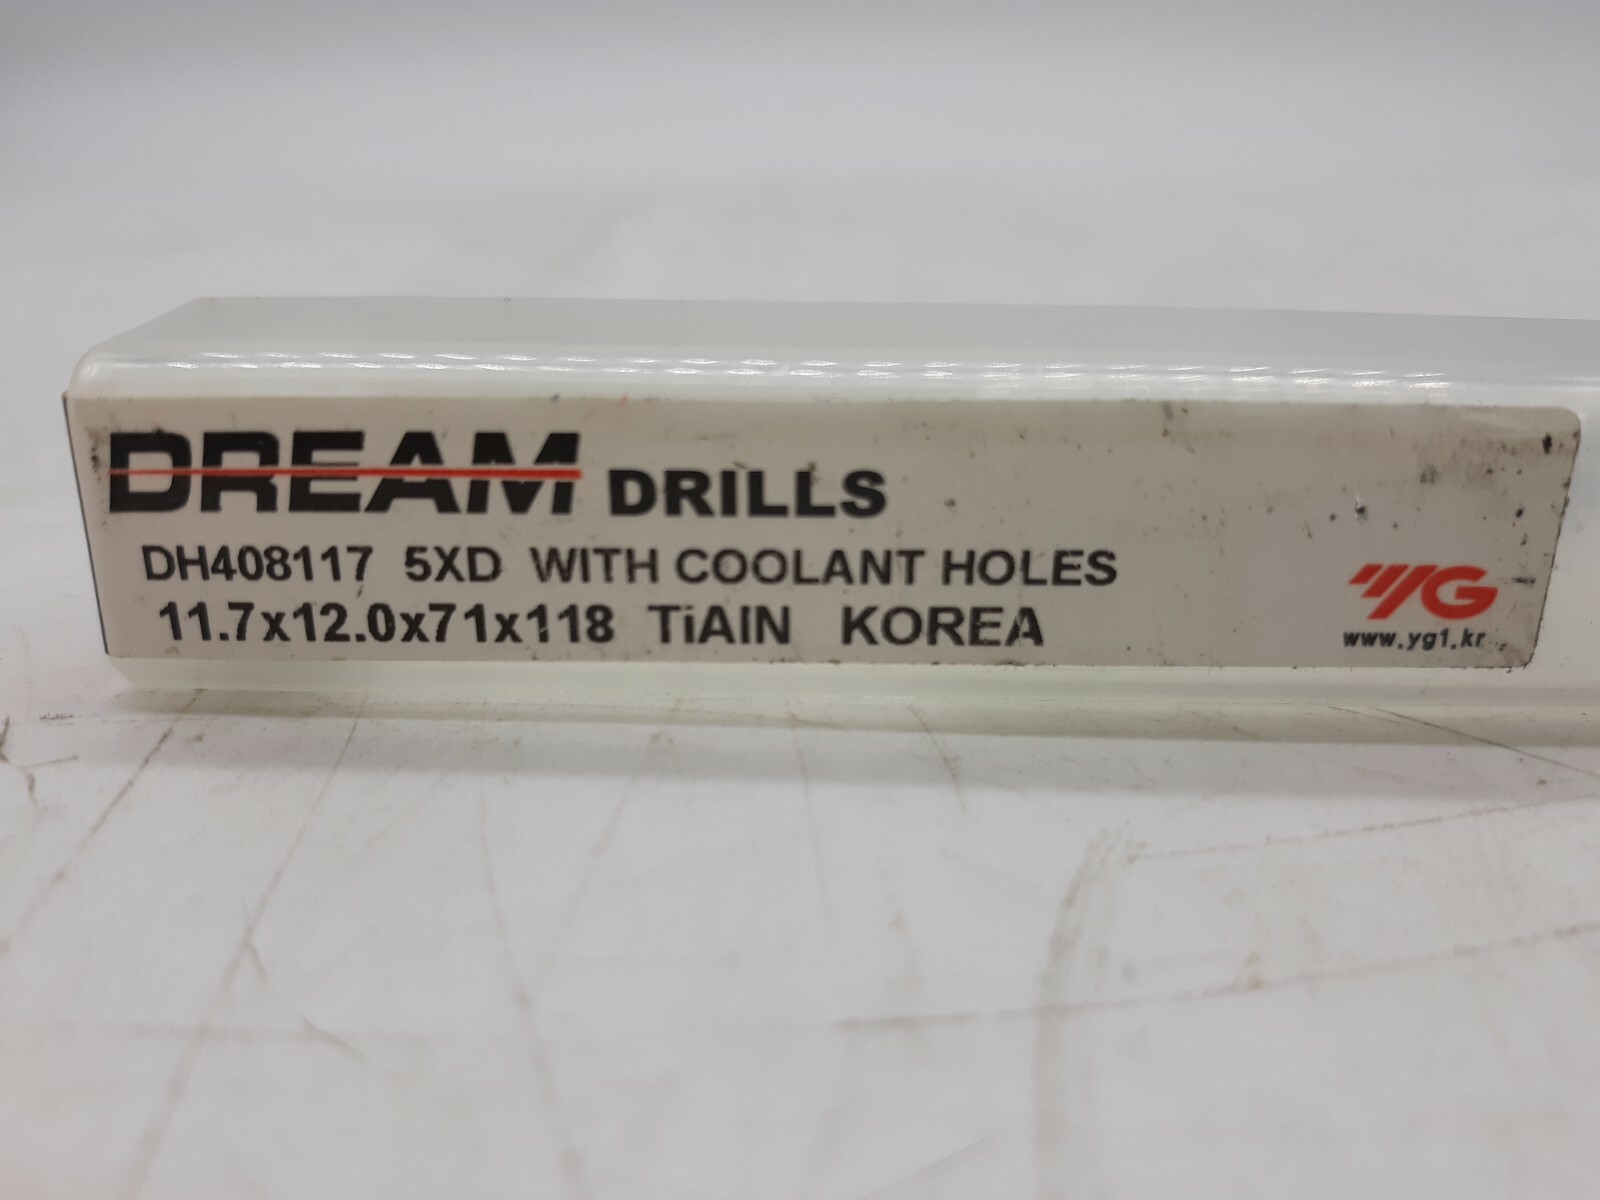 DREAM DRILLS
DH408117 5XD WITH COOLANT HOLES
11.7x12.0x71x118 TiAIN KOREA
YG
www.yg1.kr